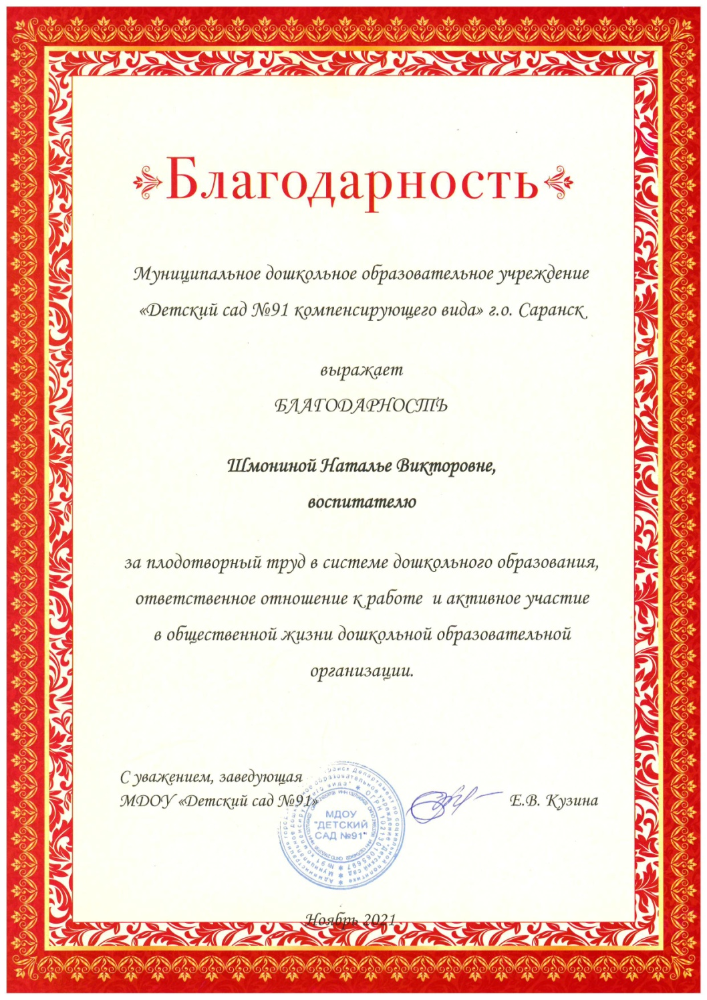 Благодарность
Муниципальное дошкольное образовательное учреждение
«Детский сад №91 компенсирующего вида» г.о. Саранск
выражает
БЛАГОДАРНОСТЬ
Шмониной Наталье Викторовне,
воспитателю
за плодотворный труд в системе дошкольного образования,
ответственное отношение к работе и активное участие
в общественной жизни дошкольной образовательной
организации.
С уважением, заведующая
МДОУ «Детский сад №91»
Е.В. Кузина
МДОУ
"ДЕТСКИЙ
САД №91"
Ноябрь 2021